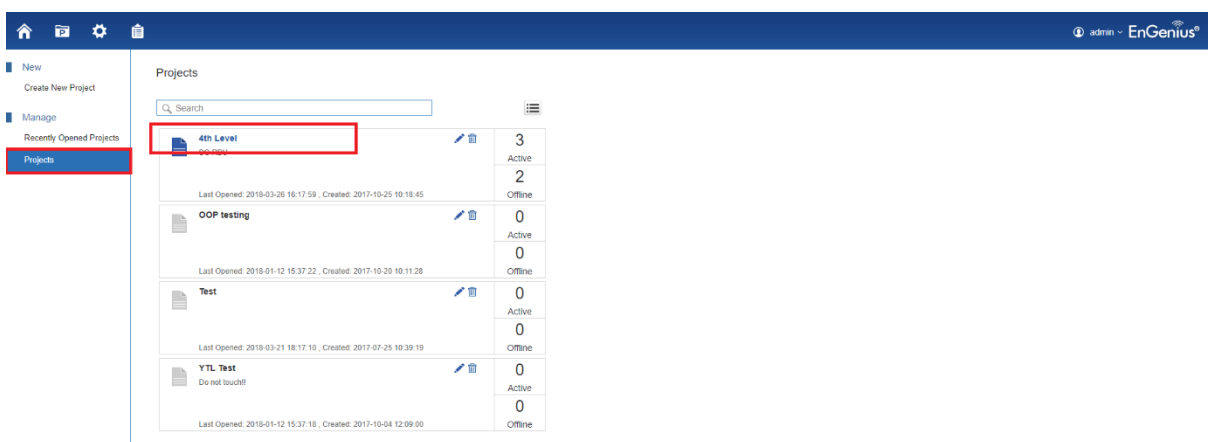 admin EnGenius®
New
Create New Project
Manage
Recently Opened Projects
Projects
Projects
Search
4th Level
3
Active
2
Offline
Last Opened: 2018-03-26 16:17:59 , Created: 2017-10-25 10:18:45
OOP testing
0
Active
0
Offline
Last Opened: 2018-01-12 15:37:22 , Created: 2017-10-20 10:11:28
Test
0
Active
0
Offline
Last Opened: 2018-03-21 18:17:10 , Created: 2017-07-25 10:39:19
YTL Test
Do not touch!!
0
Active
0
Offline
Last Opened: 2018-01-12 15:37:18 , Created: 2017-10-04 12:09:00